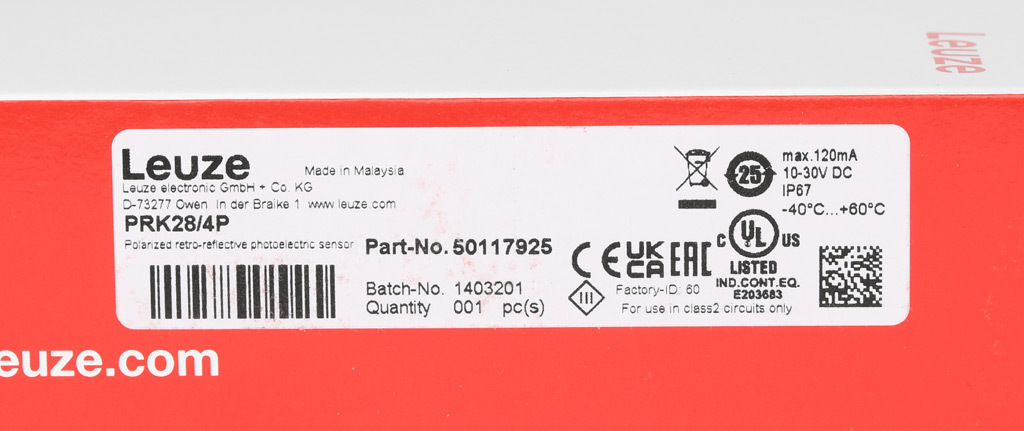 Leuze
Leuze
Made in Malaysia
Leuze electronic GmbH + Co. KG
D-73277 Owen In der Braike 1 www.leuze.com
PRK28/4P
Polarized retro-reflective photoelectric sensor
Part-No. 50117925
Batch-No. 1403201
Quantity 001 pc(s)
CE UK CA EAC
III
Factory-ID: 60
For use in class2 circuits only
25
max.120mA
10-30V DC
IP67
-40°C...+60°C
C UL US
LISTED
IND.CONT.EQ.
E203683
euze.com